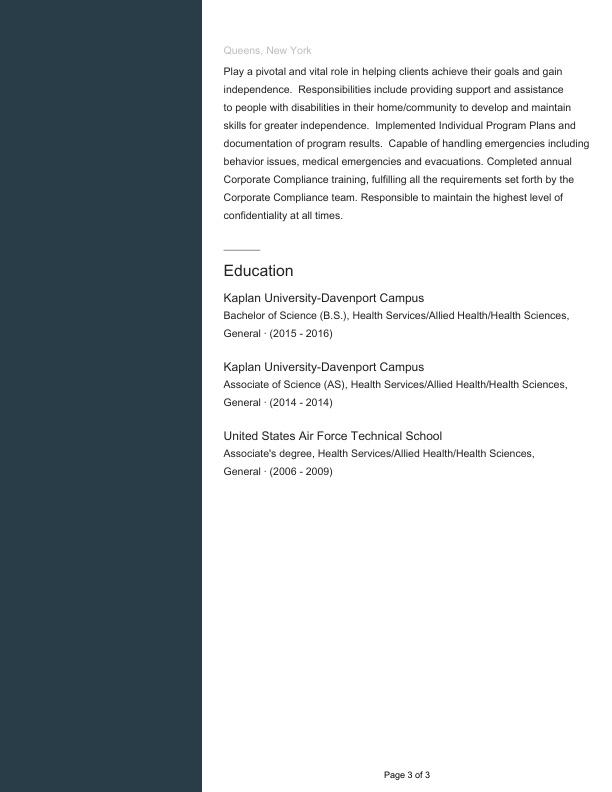 Queens, New York
Play a pivotal and vital role in helping clients achieve their goals and gain
independence.  Responsibilities include providing support and assistance
to people with disabilities in their home/community to develop and maintain
skills for greater independence.  Implemented Individual Program Plans and
documentation of program results.  Capable of handling emergencies including
behavior issues, medical emergencies and evacuations. Completed annual
Corporate Compliance training, fulfilling all the requirements set forth by the
Corporate Compliance team. Responsible to maintain the highest level of
confidentiality at all times.
Education
Kaplan University-Davenport Campus
Bachelor of Science (B.S.), Health Services/Allied Health/Health Sciences,
General · (2015 - 2016)
Kaplan University-Davenport Campus
Associate of Science (AS), Health Services/Allied Health/Health Sciences,
General · (2014 - 2014)
United States Air Force Technical School
Associate's degree, Health Services/Allied Health/Health Sciences,
General · (2006 - 2009)
Page 3 of 3